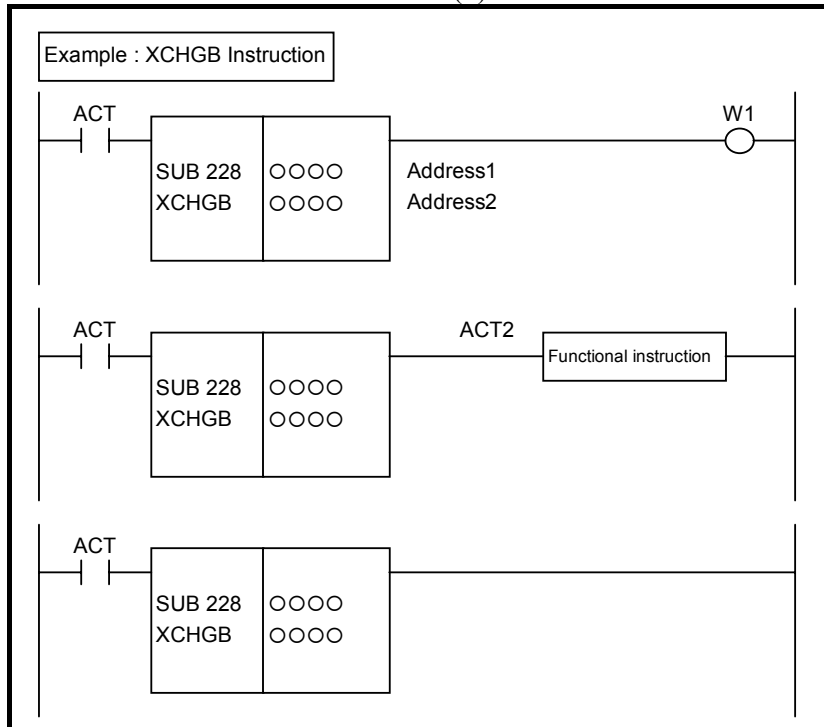 Example : XCHGB Instruction
ACT W1
SUB 228 ○○○○ Address1
XCHGB ○○○○ Address2
ACT ACT2
Functional instruction
SUB 228 ○○○○
XCHGB ○○○○
ACT
SUB 228 ○○○○
XCHGB ○○○○